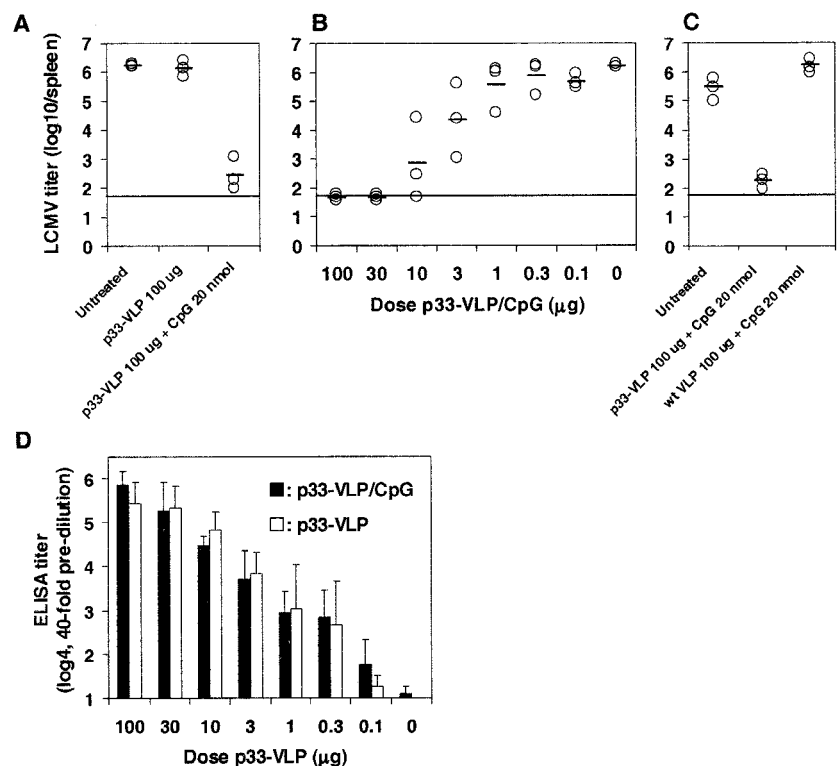 A
B
C
LCMV titer (log10/spleen)
7
6
5
4
3
2
1
0
Untreated
p33-VLP 100 ug
p33-VLP 100 ug + CpG 20 nmol
7
6
5
4
3
2
1
0
100 30 10 3 1 0.3 0.1 0
Dose p33-VLP/CpG (µg)
7
6
5
4
3
2
1
0
Untreated
p33-VLP 100 ug + CpG 20 nmol
wt VLP 100 ug + CpG 20 nmol
D
ELISA titer
(log4, 40-fold pre-dilution)
6
5
4
3
2
1
: p33-VLP/CpG
: p33-VLP
100 30 10 3 1 0.3 0.1 0
Dose p33-VLP (µg)